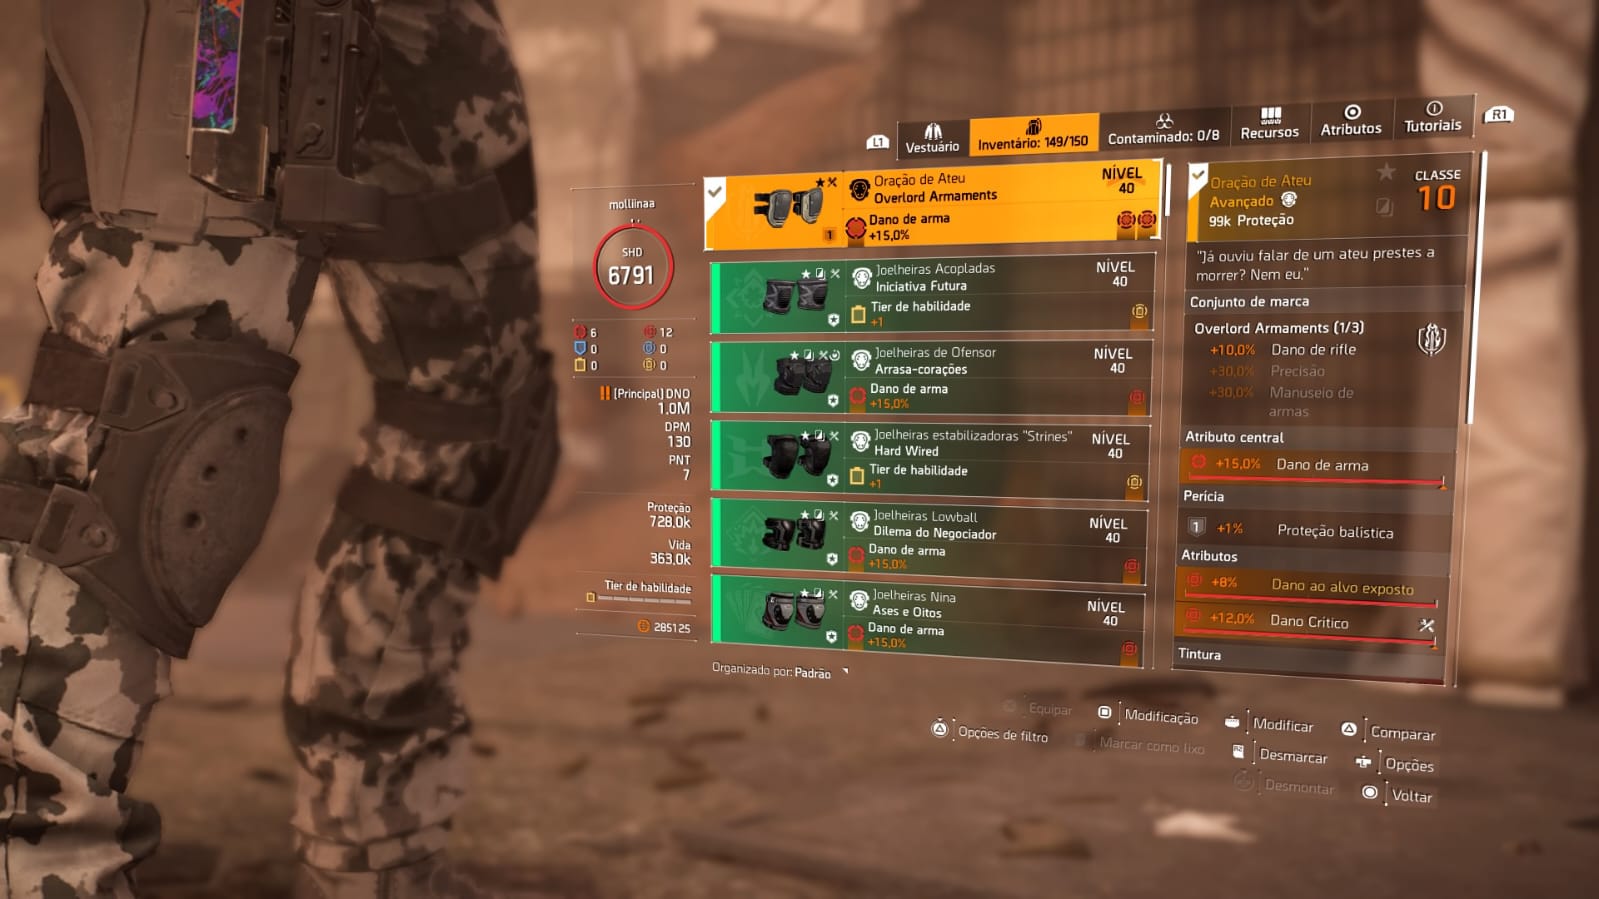 L1
Vestuário
Inventário: 149/150
Contaminado: 0/8
Recursos
Atributos
Tutoriais
R1
molliinaa
SHD
6791
6 12
0 0
0 0
[Principal] DNO
1.0M
DPM
130
PNT
7
Proteção
728.0k
Vida
363.0k
Tier de habilidade
285125
Oração de Ateu
Overlord Armaments
NÍVEL
40
Dano de arma
+15,0%
1
Joelheiras Acopladas
Iniciativa Futura
NÍVEL
40
Tier de habilidade
+1
Joelheiras de Ofensor
Arrasa-corações
NÍVEL
40
Dano de arma
+15,0%
Joelheiras estabilizadoras "Strines"
Hard Wired
NÍVEL
40
Tier de habilidade
+1
Joelheiras Lowball
Dilema do Negociador
NÍVEL
40
Dano de arma
+15,0%
Joelheiras Nina
Ases e Oitos
NÍVEL
40
Dano de arma
+15,0%
Organizado por: Padrão
Oração de Ateu
Avançado
99k Proteção
CLASSE
10
"Já ouviu falar de um ateu prestes a
morrer? Nem eu."
Conjunto de marca
Overlord Armaments (1/3)
+10,0% Dano de rifle
+30,0% Precisão
+30,0% Manuseio de
armas
Atributo central
+15,0% Dano de arma
Perícia
1 +1% Proteção balística
Atributos
+8% Dano ao alvo exposto
+12,0% Dano Crítico
Tintura
Equipar
Modificação
Modificar
Comparar
Opções de filtro
Marcar como lixo
Desmarcar
Opções
Desmontar
Voltar